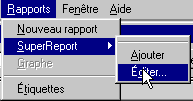 Rapports Fenêtre Aide
Nouveau rapport
SuperReport
Ajouter
Graphe
Éditer...
Étiquettes